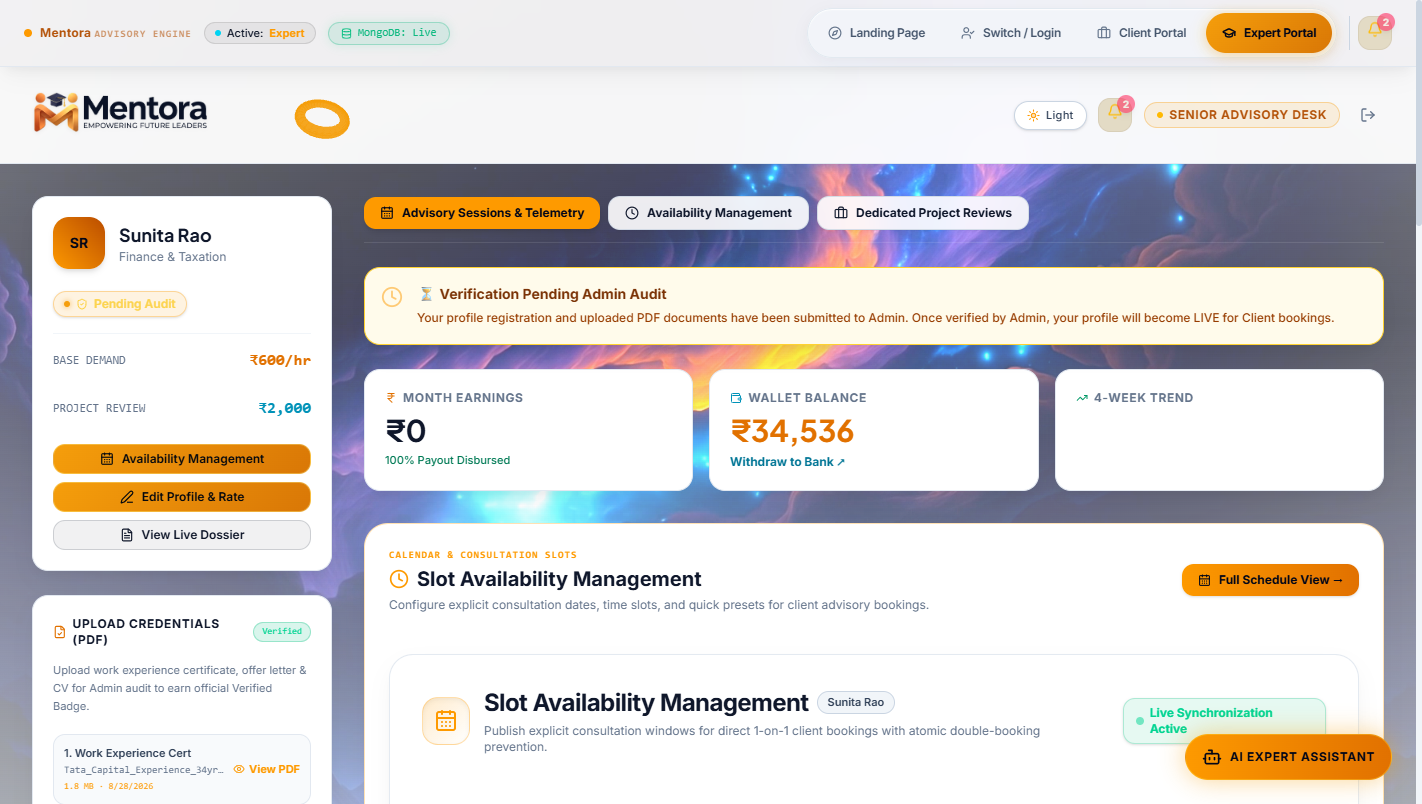 Mentora ADVISORY ENGINE
Active: Expert
MongoDB: Live
Landing Page
Switch / Login
Client Portal
Expert Portal
2
Mentora
EMPOWERING FUTURE LEADERS
Light
2
SENIOR ADVISORY DESK
SR
Sunita Rao
Finance & Taxation
Pending Audit
BASE DEMAND ₹600/hr
PROJECT REVIEW ₹2,000
Availability Management
Edit Profile & Rate
View Live Dossier
UPLOAD CREDENTIALS
(PDF)
Verified
Upload work experience certificate, offer letter &
CV for Admin audit to earn official Verified
Badge.
1. Work Experience Cert
Tata_Capital_Experience_34yr…
View PDF
1.8 MB · 8/28/2026
Advisory Sessions & Telemetry
Availability Management
Dedicated Project Reviews
⏳ Verification Pending Admin Audit
Your profile registration and uploaded PDF documents have been submitted to Admin. Once verified by Admin, your profile will become LIVE for Client bookings.
₹ MONTH EARNINGS
₹0
100% Payout Disbursed
WALLET BALANCE
₹34,536
Withdraw to Bank ↗
4-WEEK TREND
CALENDAR & CONSULTATION SLOTS
Slot Availability Management
Configure explicit consultation dates, time slots, and quick presets for client advisory bookings.
Full Schedule View →
Slot Availability Management
Sunita Rao
Publish explicit consultation windows for direct 1-on-1 client bookings with atomic double-booking
prevention.
Live Synchronization
Active
AI EXPERT ASSISTANT